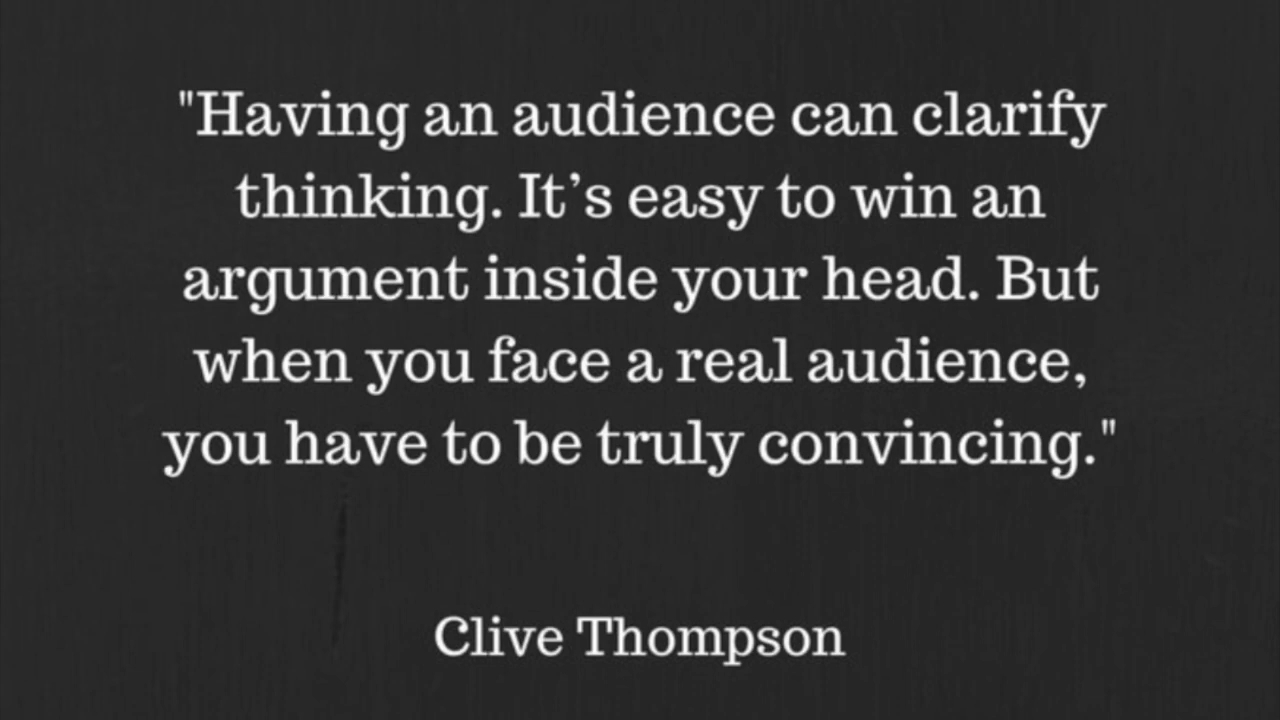 "Having an audience can clarify
thinking. It’s easy to win an
argument inside your head. But
when you face a real audience,
you have to be truly convincing."
Clive Thompson